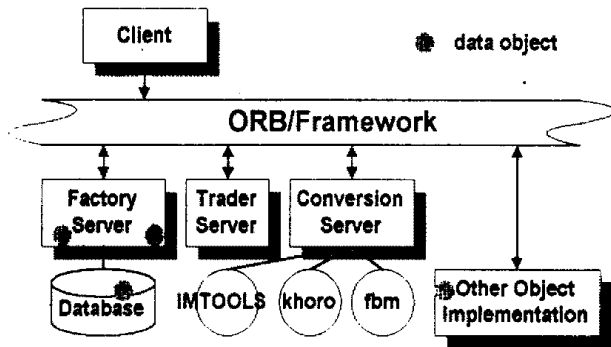 Client
data object
ORB/Framework
Factory
Server
Trader
Server
Conversion
Server
Database
IMTOOLS
khoro
fbm
Other Object
Implementation